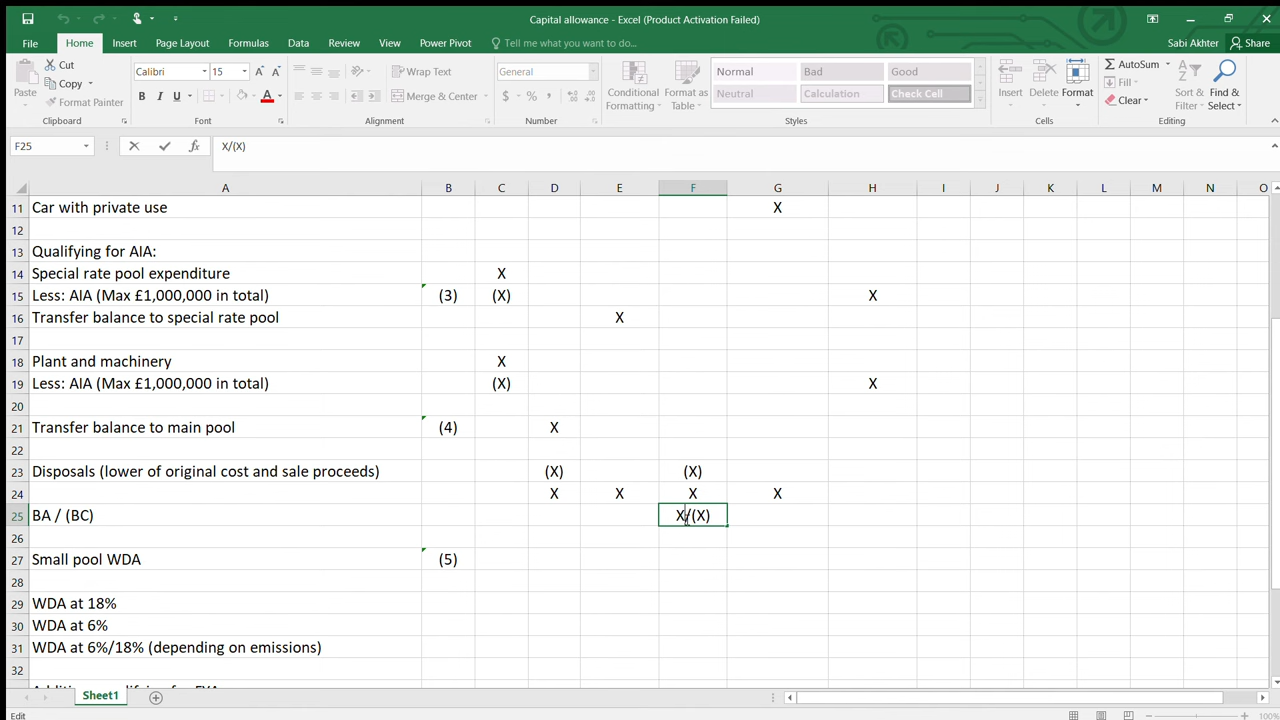 Capital allowance - Excel (Product Activation Failed)
File Home Insert Page Layout Formulas Data Review View Power Pivot Tell me what you want to do... Sabi Akhter Share
Paste Cut Copy Format Painter Clipboard
Calibri 15 A A B I U A Font
Wrap Text Merge & Center Alignment
General $ % , Number
Conditional Formatting Format as Table Normal Bad Good Neutral Calculation Check Cell Styles
Insert Delete Format Cells
AutoSum Fill Clear Sort & Filter Find & Select Editing
F25 fx X/(X)
A B C D E F G H I J K L M N O
11 Car with private use X
12
13 Qualifying for AIA:
14 Special rate pool expenditure X
15 Less: AIA (Max £1,000,000 in total) (3) (X) X
16 Transfer balance to special rate pool X
17
18 Plant and machinery X
19 Less: AIA (Max £1,000,000 in total) (X) X
20
21 Transfer balance to main pool (4) X
22
23 Disposals (lower of original cost and sale proceeds) (X) (X)
24 X X X X
25 BA / (BC) X/(X)
26
27 Small pool WDA (5)
28
29 WDA at 18%
30 WDA at 6%
31 WDA at 6%/18% (depending on emissions)
32
Sheet1
Edit 100%